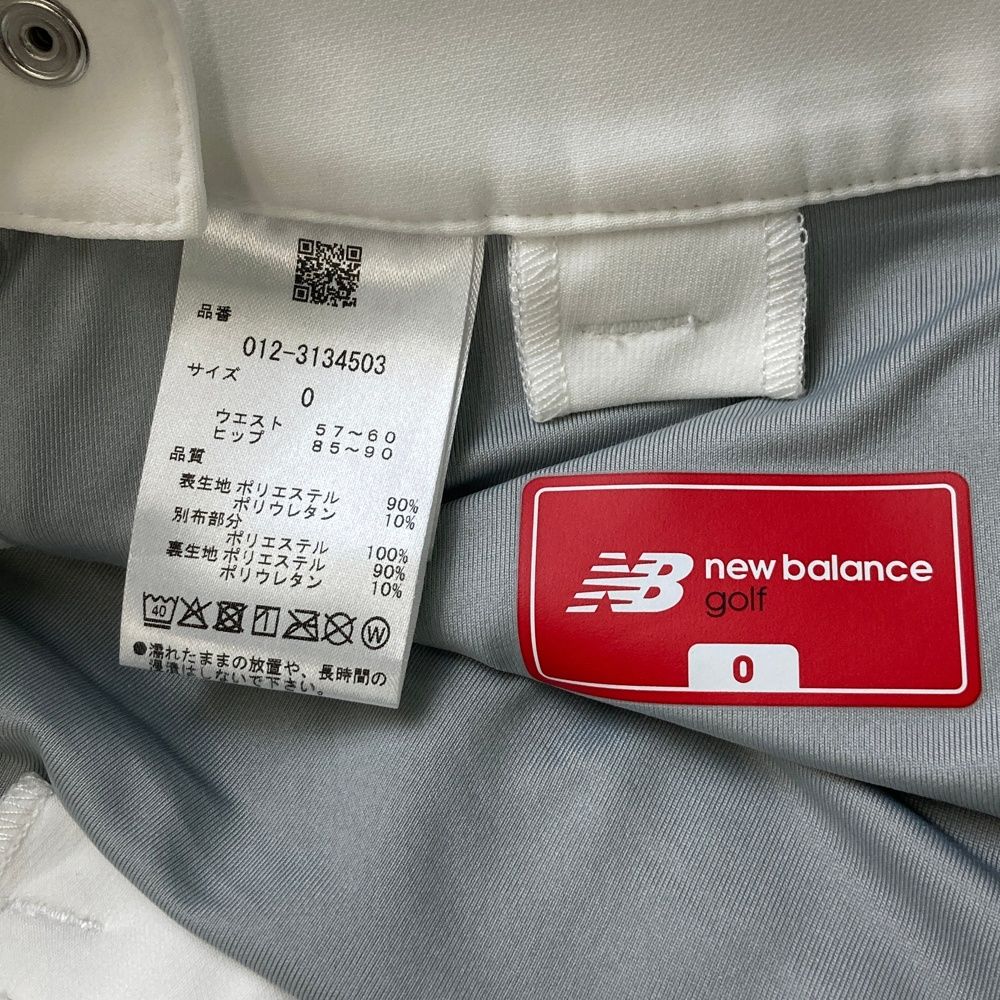 品番
012-3134503
サイズ
0
ウエスト 57〜60
ヒップ 85〜90
品質
表生地 ポリエステル 90%
ポリウレタン 10%
別布部分
ポリエステル 100%
裏生地 ポリエステル 90%
ポリウレタン 10%
40 W
●濡れたままの放置や、長時間の
浸漬はしないで下さい。
NB new balance
golf
0